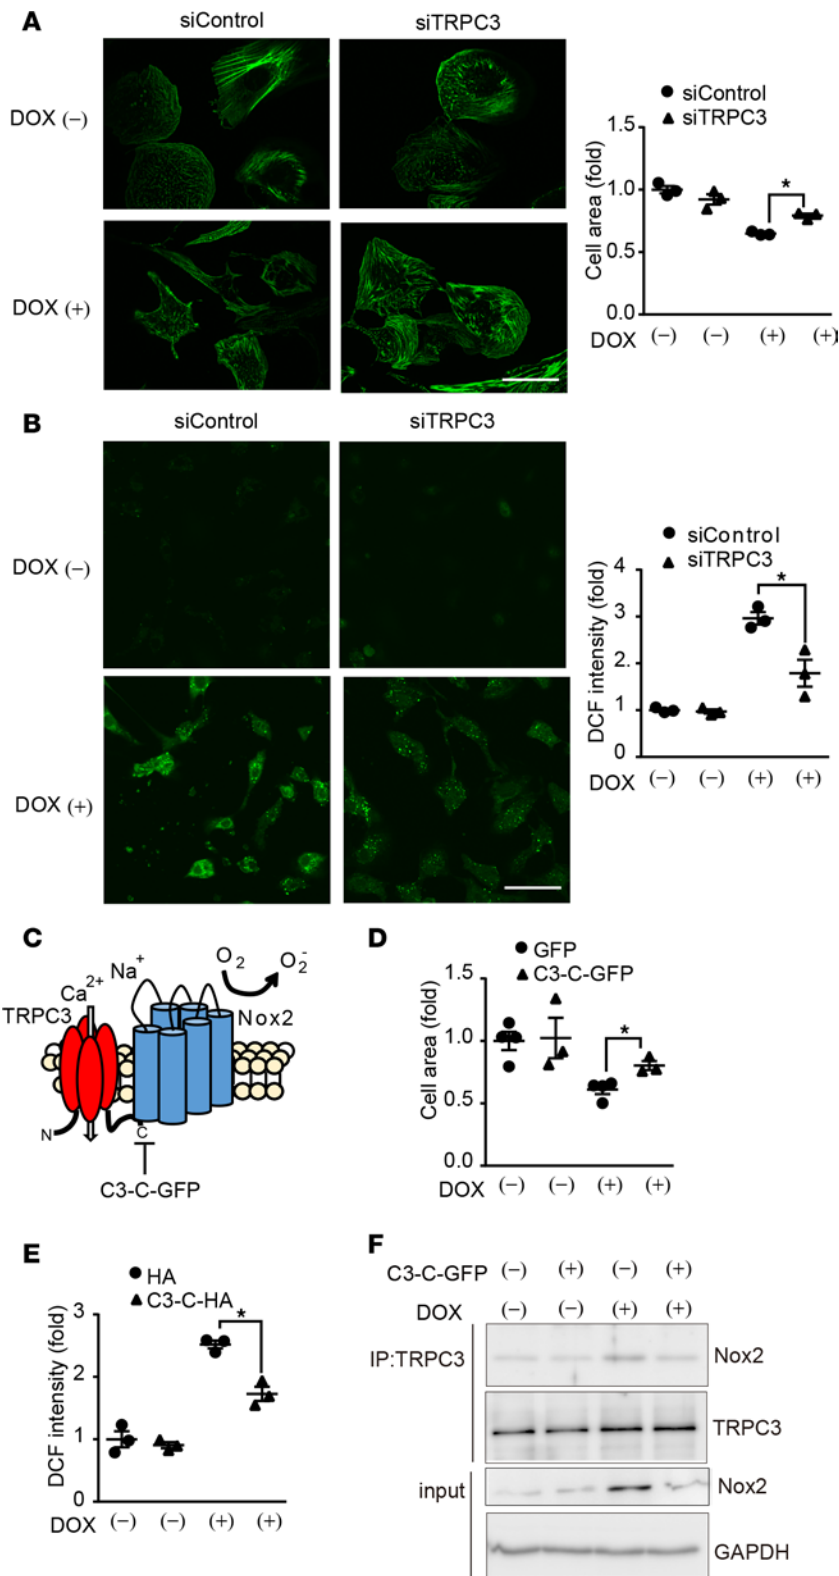 A
siControl
siTRPC3
DOX (−)
DOX (+)
siControl
siTRPC3
Cell area (fold)
1.5
1.0
0.5
0.0
*
DOX (−) (−) (+) (+)
B
siControl
siTRPC3
DOX (−)
DOX (+)
siControl
siTRPC3
DCF intensity (fold)
4
3
2
1
0
*
DOX (−) (−) (+) (+)
C
TRPC3
Ca2+
Na+
O2
O2−
Nox2
N
C
C3-C-GFP
D
GFP
C3-C-GFP
Cell area (fold)
1.5
1.0
0.5
0.0
*
DOX (−) (−) (+) (+)
E
HA
C3-C-HA
DCF intensity (fold)
3
2
1
0
*
DOX (−) (−) (+) (+)
F
C3-C-GFP (−) (+) (−) (+)
DOX (−) (−) (+) (+)
IP:TRPC3
Nox2
TRPC3
input
Nox2
GAPDH